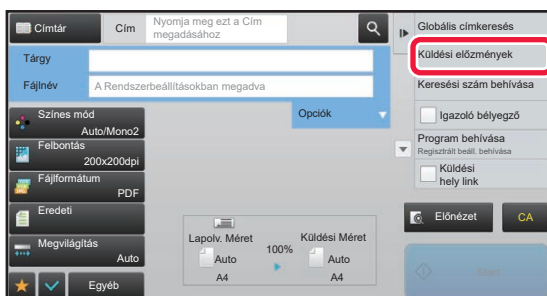 Címtár
Cím
Nyomja meg ezt a Cím
megadásához
Tárgy
Fájlnév
A Rendszerbeállításokban megadva
Opciók
Színes mód
Auto/Mono2
Felbontás
200x200dpi
Fájlformátum
PDF
Eredeti
Megvilágítás
Auto
Egyéb
Lapolv. Méret
Auto
A4
100%
Küldési Méret
Auto
A4
Globális címkeresés
Küldési előzmények
Keresési szám behívása
Igazoló bélyegző
Program behívása
Regisztrált beáll. behívása
Küldési
hely link
Előnézet
CA
Start